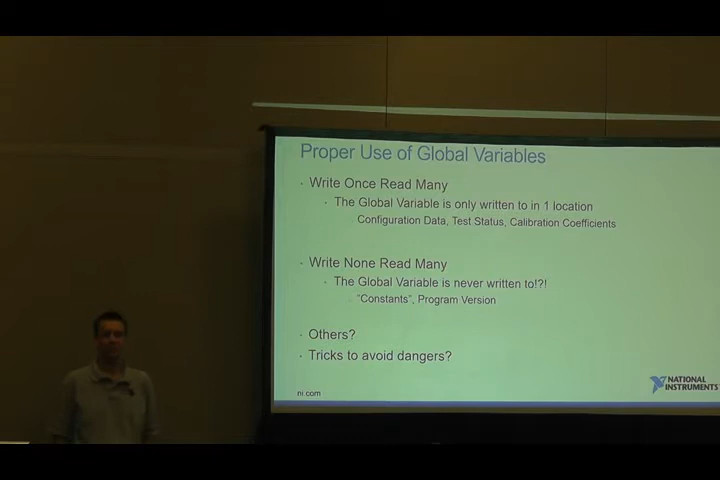 Proper Use of Global Variables
Write Once Read Many
The Global Variable is only written to in 1 location
Configuration Data, Test Status, Calibration Coefficients
Write None Read Many
The Global Variable is never written to!?!
"Constants", Program Version
Others?
Tricks to avoid dangers?
ni.com
NATIONAL
INSTRUMENTS